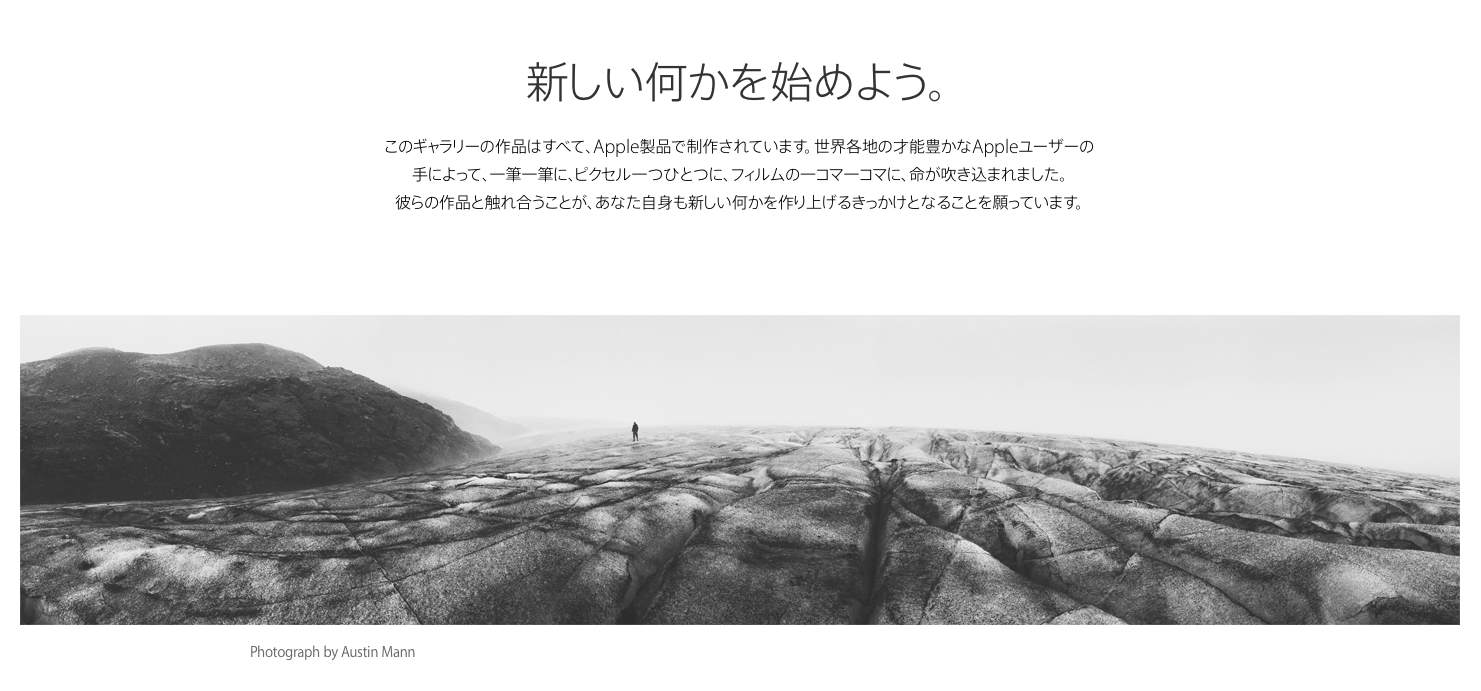 新しい何かを始めよう。
このギャラリーの作品はすべて、Apple製品で制作されています。世界各地の才能豊かなAppleユーザーの
手によって、一筆一筆に、ピクセル一つひとつに、フィルムの一コマ一コマに、命が吹き込まれました。
彼らの作品と触れ合うことが、あなた自身も新しい何かを作り上げるきっかけとなることを願っています。
Photograph by Austin Mann